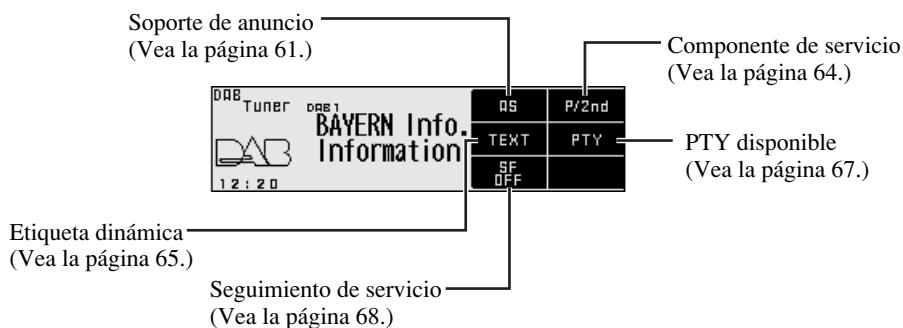 Soporte de anuncio
(Vea la página 61.)
Componente de servicio
(Vea la página 64.)
DAB
Tuner
DAB1
BAYERN Info.
Information
DAB
12:20
AS
P/2nd
TEXT
PTY
SF
OFF
PTY disponible
(Vea la página 67.)
Etiqueta dinámica
(Vea la página 65.)
Seguimiento de servicio
(Vea la página 68.)